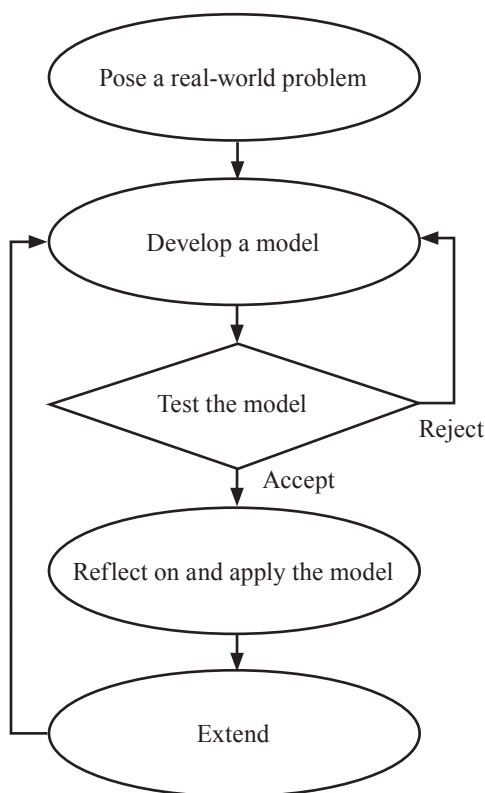 Pose a real-world problem
Develop a model
Test the model
Reject
Accept
Reflect on and apply the model
Extend